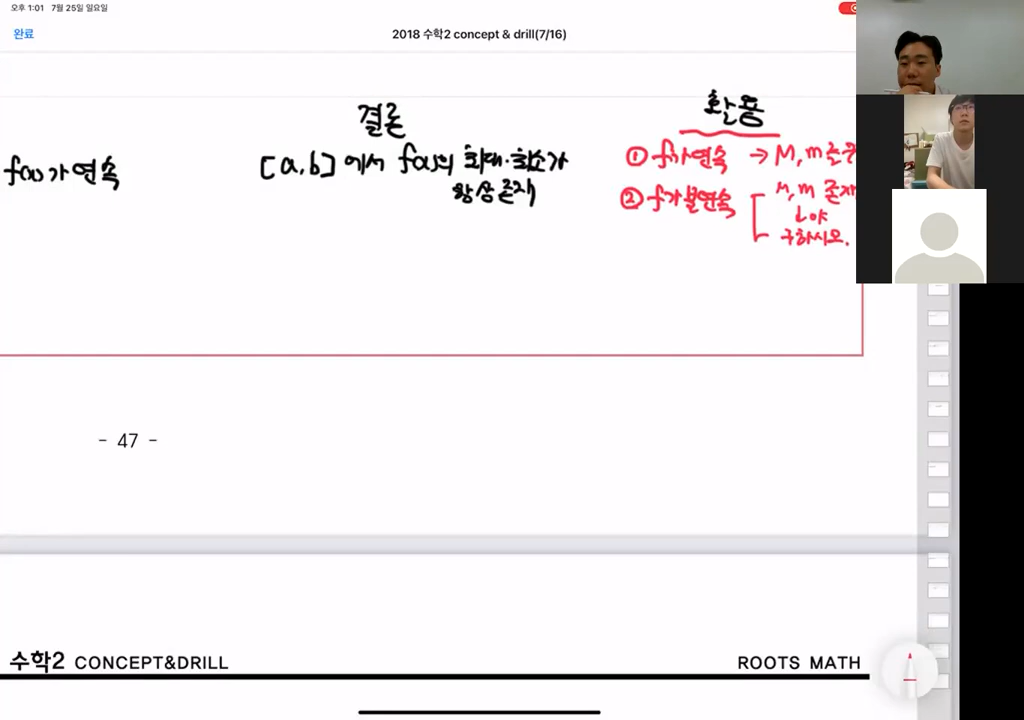 오후 1:01 7월 25일 일요일
완료
2018 수학2 concept & drill(7/16)
결론
활용
f(x)가 연속
[a,b]에서 f(x)의 최대·최소가
항상 존재
① f가 연속 → M, m 존재
② f가 불연속
M, m 존재
나야
구하시오.
- 47 -
수학2 CONCEPT&DRILL
ROOTS MATH